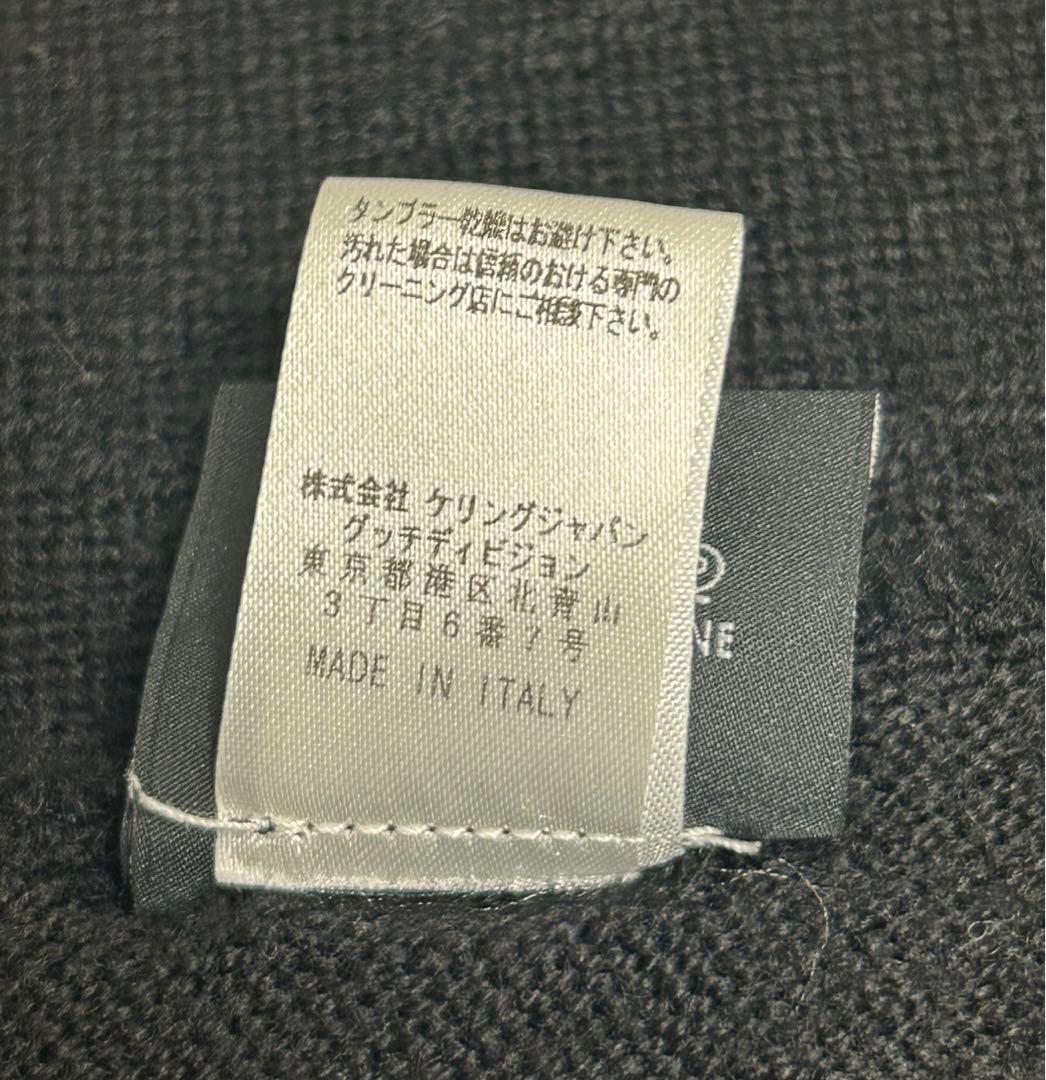 タンブラー乾燥はお避け下さい。
汚れた場合は信頼のおける専門の
クリーニング店にご相談下さい。
株式会社 ケリングジャパン
グッチディビジョン
東京都港区北青山
3丁目6番7号
MADE IN ITALY
NE